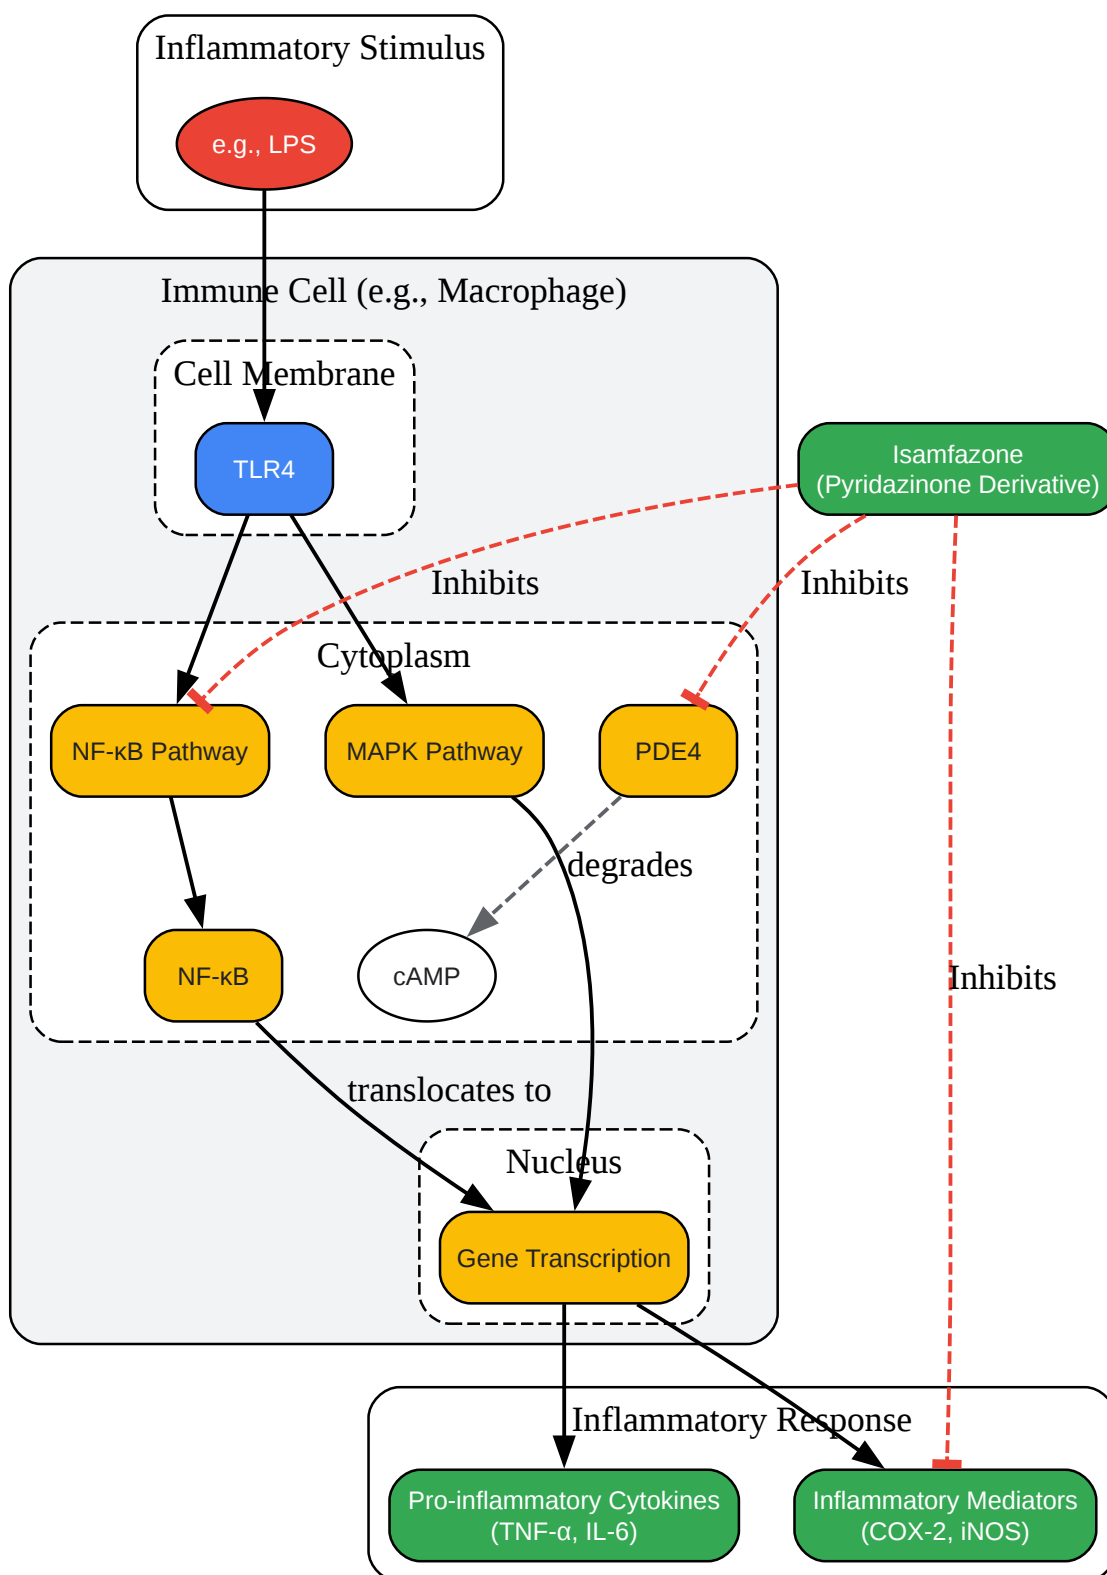 Inflammatory Stimulus
e.g., LPS
Immune Cell (e.g., Macrophage)
Cell Membrane
TLR4
Isamfazone
(Pyridazinone Derivative)
Inhibits
Inhibits
Cytoplasm
NF-κB Pathway
MAPK Pathway
PDE4
degrades
NF-κB
cAMP
Inhibits
translocates to
Nucleus
Gene Transcription
Inflammatory Response
Pro-inflammatory Cytokines
(TNF-α, IL-6)
Inflammatory Mediators
(COX-2, iNOS)